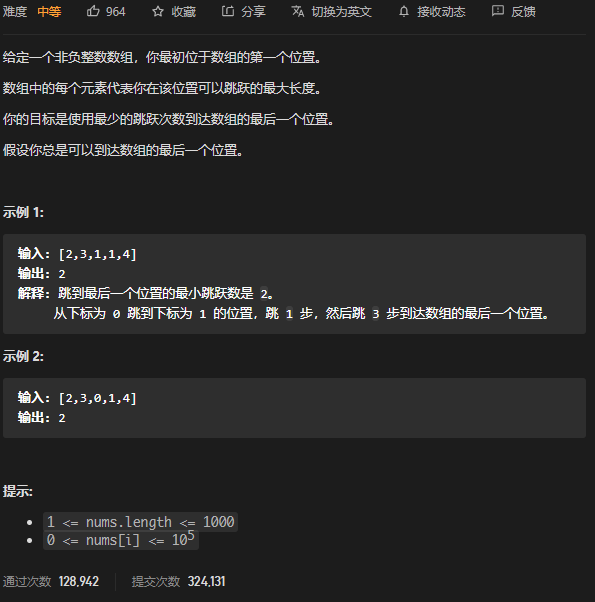 难度 中等 964 收藏 分享 切换为英文 接收动态 反馈
给定一个非负整数数组，你最初位于数组的第一个位置。
数组中的每个元素代表你在该位置可以跳跃的最大长度。
你的目标是使用最少的跳跃次数到达数组的最后一个位置。
假设你总是可以到达数组的最后一个位置。
示例 1:
输入: [2,3,1,1,4]
输出: 2
解释: 跳到最后一个位置的最小跳跃数是 2。
从下标为 0 跳到下标为 1 的位置，跳 1 步，然后跳 3 步到达数组的最后一个位置。
示例 2:
输入: [2,3,0,1,4]
输出: 2
提示:
1 <= nums.length <= 1000
0 <= nums[i] <= 10⁵
通过次数 128,942 提交次数 324,131